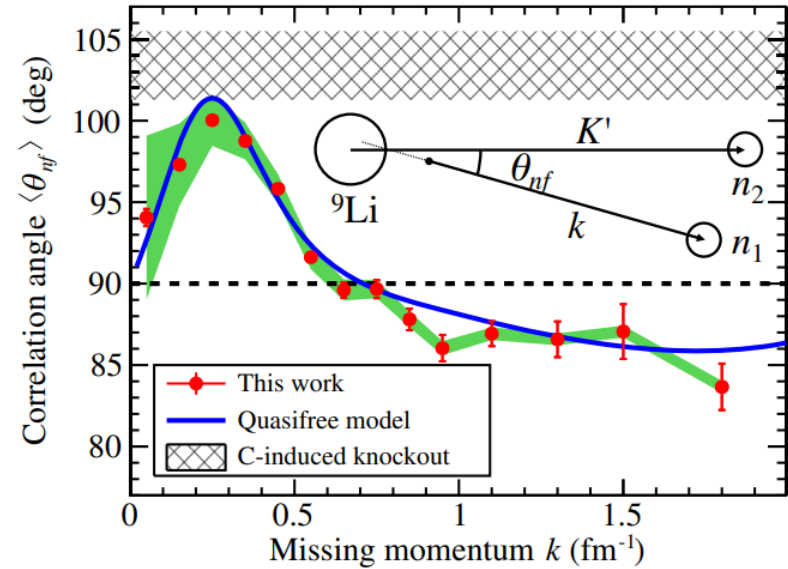 Correlation angle ⟨θnf⟩ (deg)
105
100
95
90
85
80
K'
θnf
k
⁹Li
n₂
n₁
This work
Quasifree model
C-induced knockout
0
0.5
1
1.5
Missing momentum k (fm⁻¹)